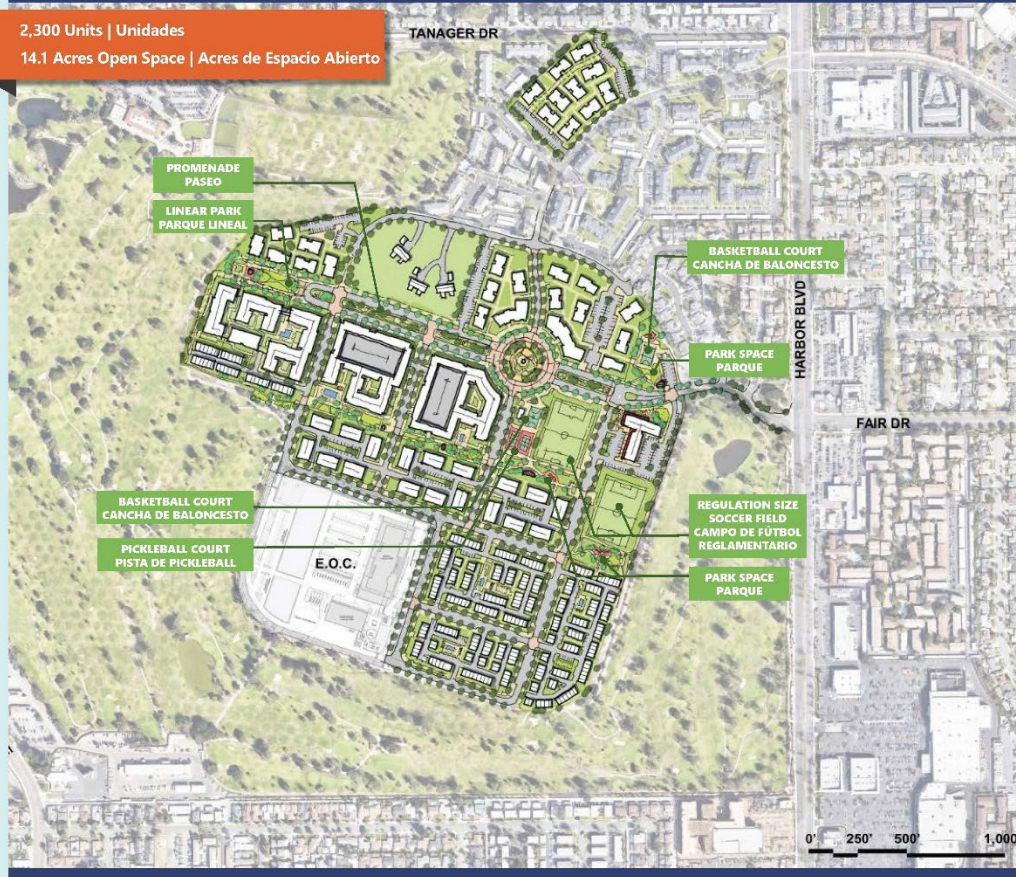 2,300 Units | Unidades
14.1 Acres Open Space | Acres de Espacio Abierto
TANAGER DR
PROMENADE
PASEO
LINEAR PARK
PARQUE LINEAL
BASKETBALL COURT
CANCHA DE BALONCESTO
HARBOR BLVD
PARK SPACE
PARQUE
FAIR DR
BASKETBALL COURT
CANCHA DE BALONCESTO
PICKLEBALL COURT
PISTA DE PICKLEBALL
E.O.C.
REGULATION SIZE
SOCCER FIELD
CAMPO DE FÚTBOL
REGLAMENTARIO
PARK SPACE
PARQUE
0' 250' 500' 1,000